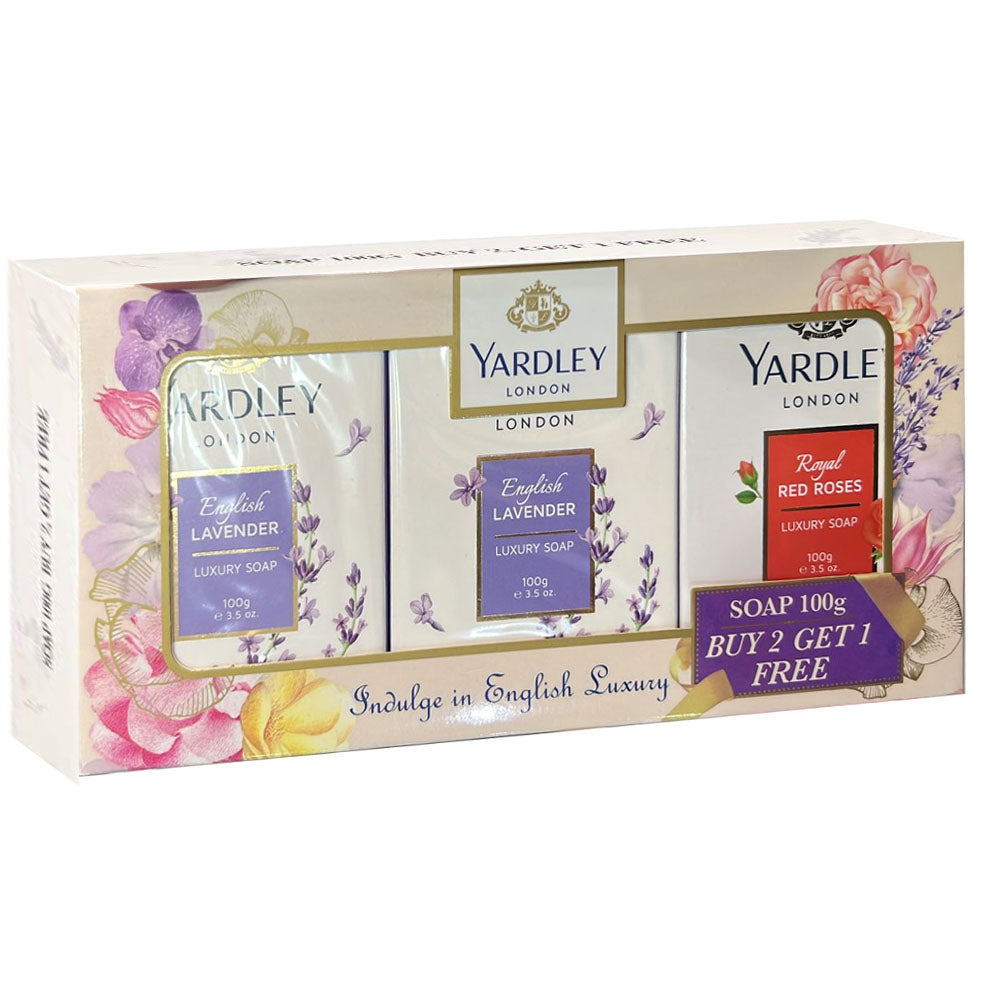 YARDLEY
LONDON
ARDLEY
ONDON
English
LAVENDER
LUXURY SOAP
100g
e 3.5 oz.
LONDON
English
LAVENDER
LUXURY SOAP
100g
e 3.5 oz.
YARDLE
LONDON
Royal
RED ROSES
LUXURY SOAP
100g
e 3.5 oz.
SOAP 100g
BUY 2 GET 1
FREE
Indulge in English Luxury